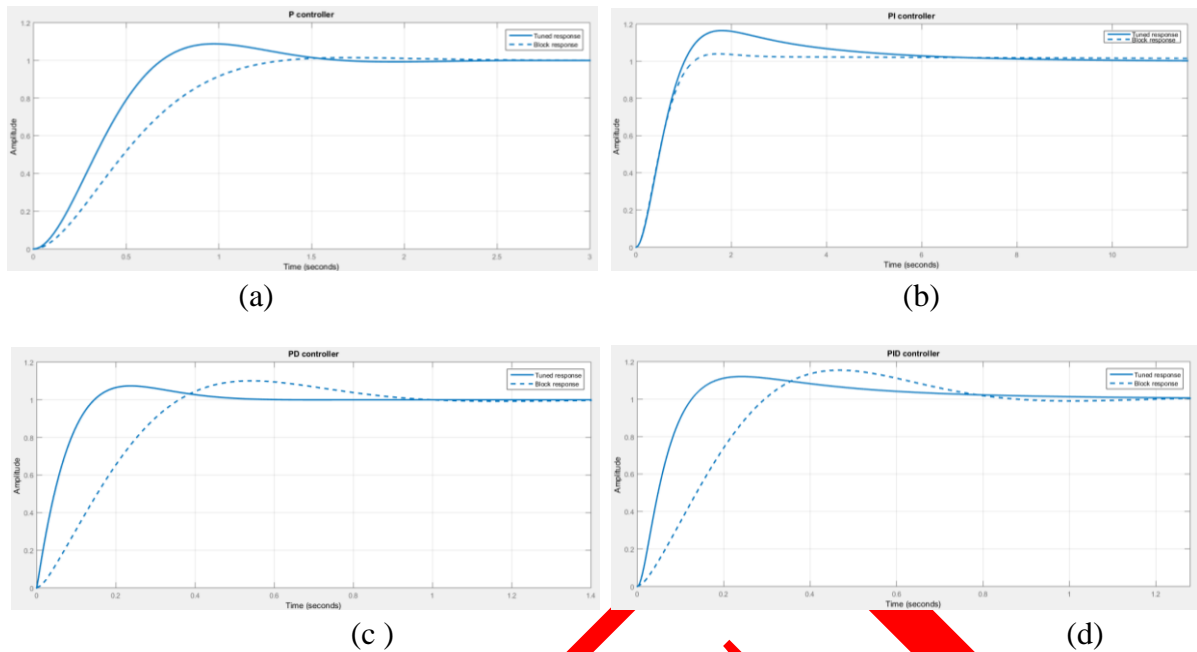 P controller
Tuned response
Block response
1.2
1
0.8
0.6
0.4
0.2
0
Amplitude
0
0.5
1
1.5
2
2.5
3
Time (seconds)
(a)
PI controller
Tuned response
Block response
1.2
1
0.8
0.6
0.4
0.2
0
Amplitude
0
2
4
6
8
10
Time (seconds)
(b)
PD controller
Tuned response
Block response
1.2
1
0.8
0.6
0.4
0.2
0
Amplitude
0
0.2
0.4
0.6
0.8
1
1.2
1.4
Time (seconds)
(c )
PID controller
Tuned response
Block response
1.2
1
0.8
0.6
0.4
0.2
0
Amplitude
0
0.2
0.4
0.6
0.8
1
1.2
Time (seconds)
(d)